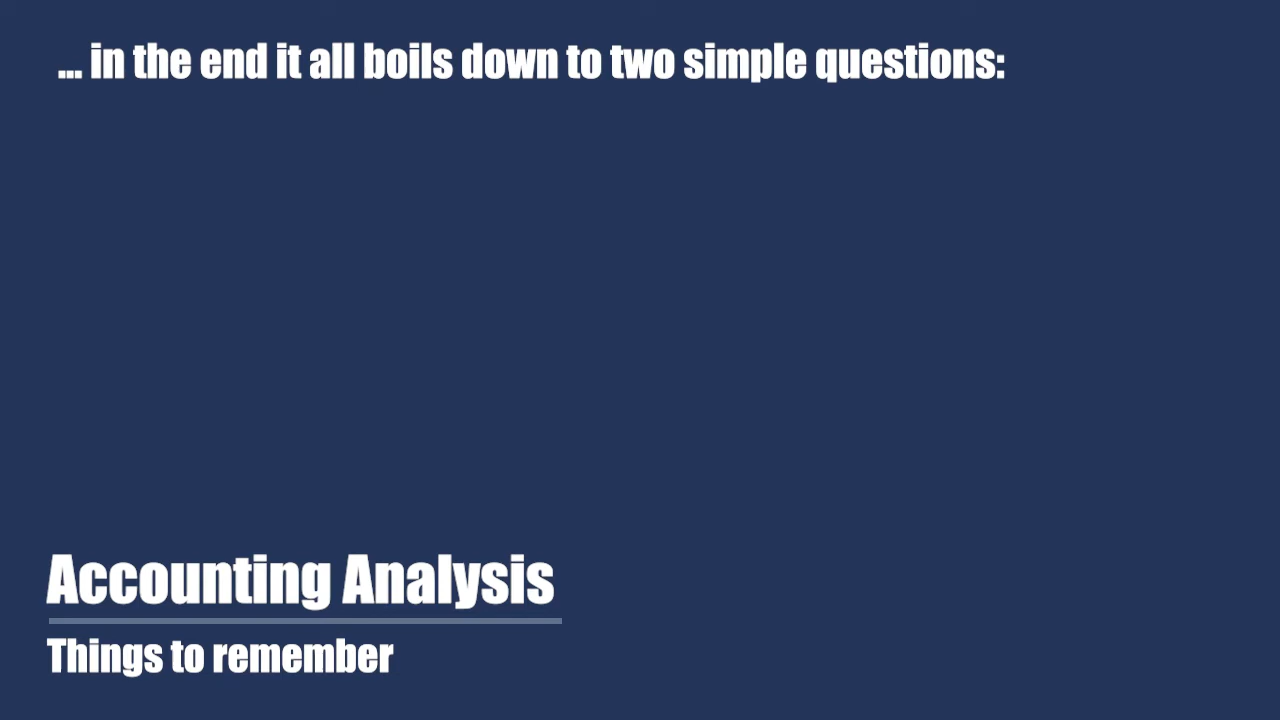 ... in the end it all boils down to two simple questions:
Accounting Analysis
Things to remember